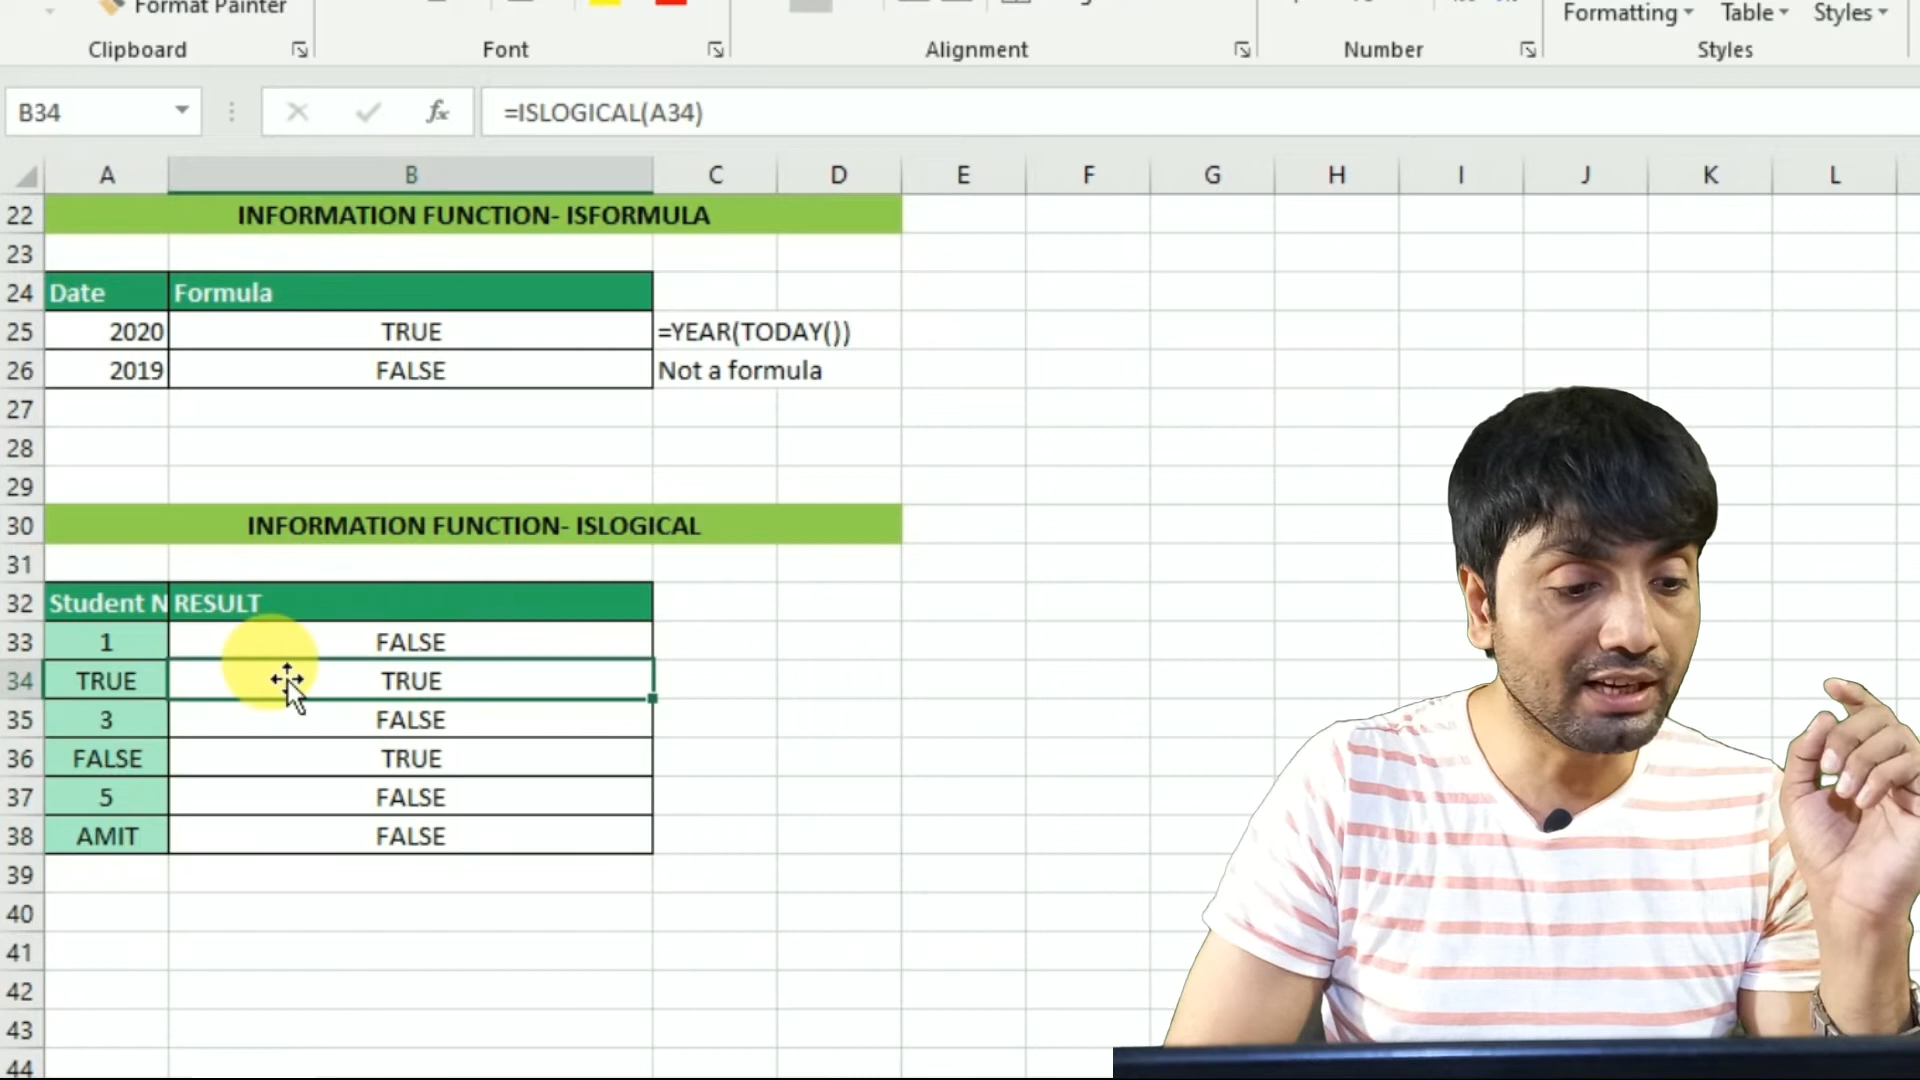 Format Painter
Formatting Table Styles
Clipboard Font Alignment Number Styles
B34 fx =ISLOGICAL(A34)
A B C D E F G H I J K L
22 INFORMATION FUNCTION- ISFORMULA
23
24 Date Formula
25 2020 TRUE =YEAR(TODAY())
26 2019 FALSE Not a formula
27
28
29
30 INFORMATION FUNCTION- ISLOGICAL
31
32 Student N RESULT
33 1 FALSE
34 TRUE TRUE
35 3 FALSE
36 FALSE TRUE
37 5 FALSE
38 AMIT FALSE
39
40
41
42
43
44